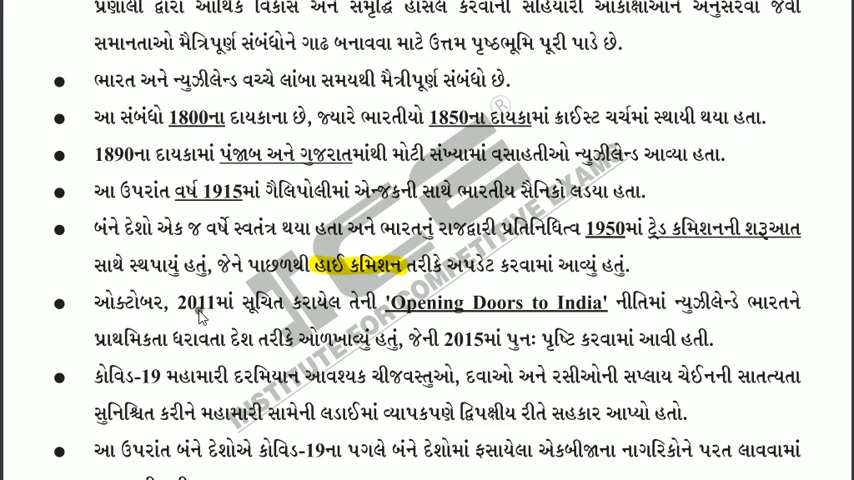 પ્રણાલી દ્વારા આર્થિક વિકાસ અને સમૃદ્ધિ હાંસલ કરવાની સહિયારી આકાંક્ષાઓને અનુસરવા જેવી
સમાનતાઓ મૈત્રિપૂર્ણ સંબંધોને ગાઢ બનાવવા માટે ઉત્તમ પૃષ્ઠભૂમિ પૂરી પાડે છે.
● ભારત અને ન્યુઝીલેન્ડ વચ્ચે લાંબા સમયથી મૈત્રીપૂર્ણ સંબંધો છે.
● આ સંબંધો 1800ના દાયકાના છે, જ્યારે ભારતીયો 1850ના દાયકામાં ક્રાઈસ્ટ ચર્ચમાં સ્થાયી થયા હતા.
● 1890ના દાયકામાં પંજાબ અને ગુજરાતમાંથી મોટી સંખ્યામાં વસાહતીઓ ન્યુઝીલેન્ડ આવ્યા હતા.
● આ ઉપરાંત વર્ષ 1915માં ગૈલિપોલીમાં એન્જકની સાથે ભારતીય સૈનિકો લડયા હતા.
● બંને દેશો એક જ વર્ષે સ્વતંત્ર થયા હતા અને ભારતનું રાજદ્વારી પ્રતિનિધિત્વ 1950માં ટ્રેડ કમિશનની શરૂઆત
સાથે સ્થપાયું હતું, જેને પાછળથી હાઈ કમિશન તરીકે અપડેટ કરવામાં આવ્યું હતું.
● ઓક્ટોબર, 2011માં સૂચિત કરાયેલ તેની 'Opening Doors to India' નીતિમાં ન્યુઝીલેન્ડે ભારતને
પ્રાથમિકતા ધરાવતા દેશ તરીકે ઓળખાવ્યું હતું, જેની 2015માં પુનઃ પૃષ્ટિ કરવામાં આવી હતી.
● કોવિડ-19 મહામારી દરમિયાન આવશ્યક ચીજવસ્તુઓ, દવાઓ અને રસીઓની સપ્લાય ચેઈનની સાતત્યતા
સુનિશ્ચિત કરીને મહામારી સામેની લડાઈમાં વ્યાપકપણે દ્વિપક્ષીય રીતે સહકાર આપ્યો હતો.
● આ ઉપરાંત બંને દેશોએ કોવિડ-19ના પગલે બંને દેશોમાં ફસાયેલા એકબીજાના નાગરિકોને પરત લાવવામાં
ICE
INSTITUTE FOR COMPETITIVE EXAMS
®